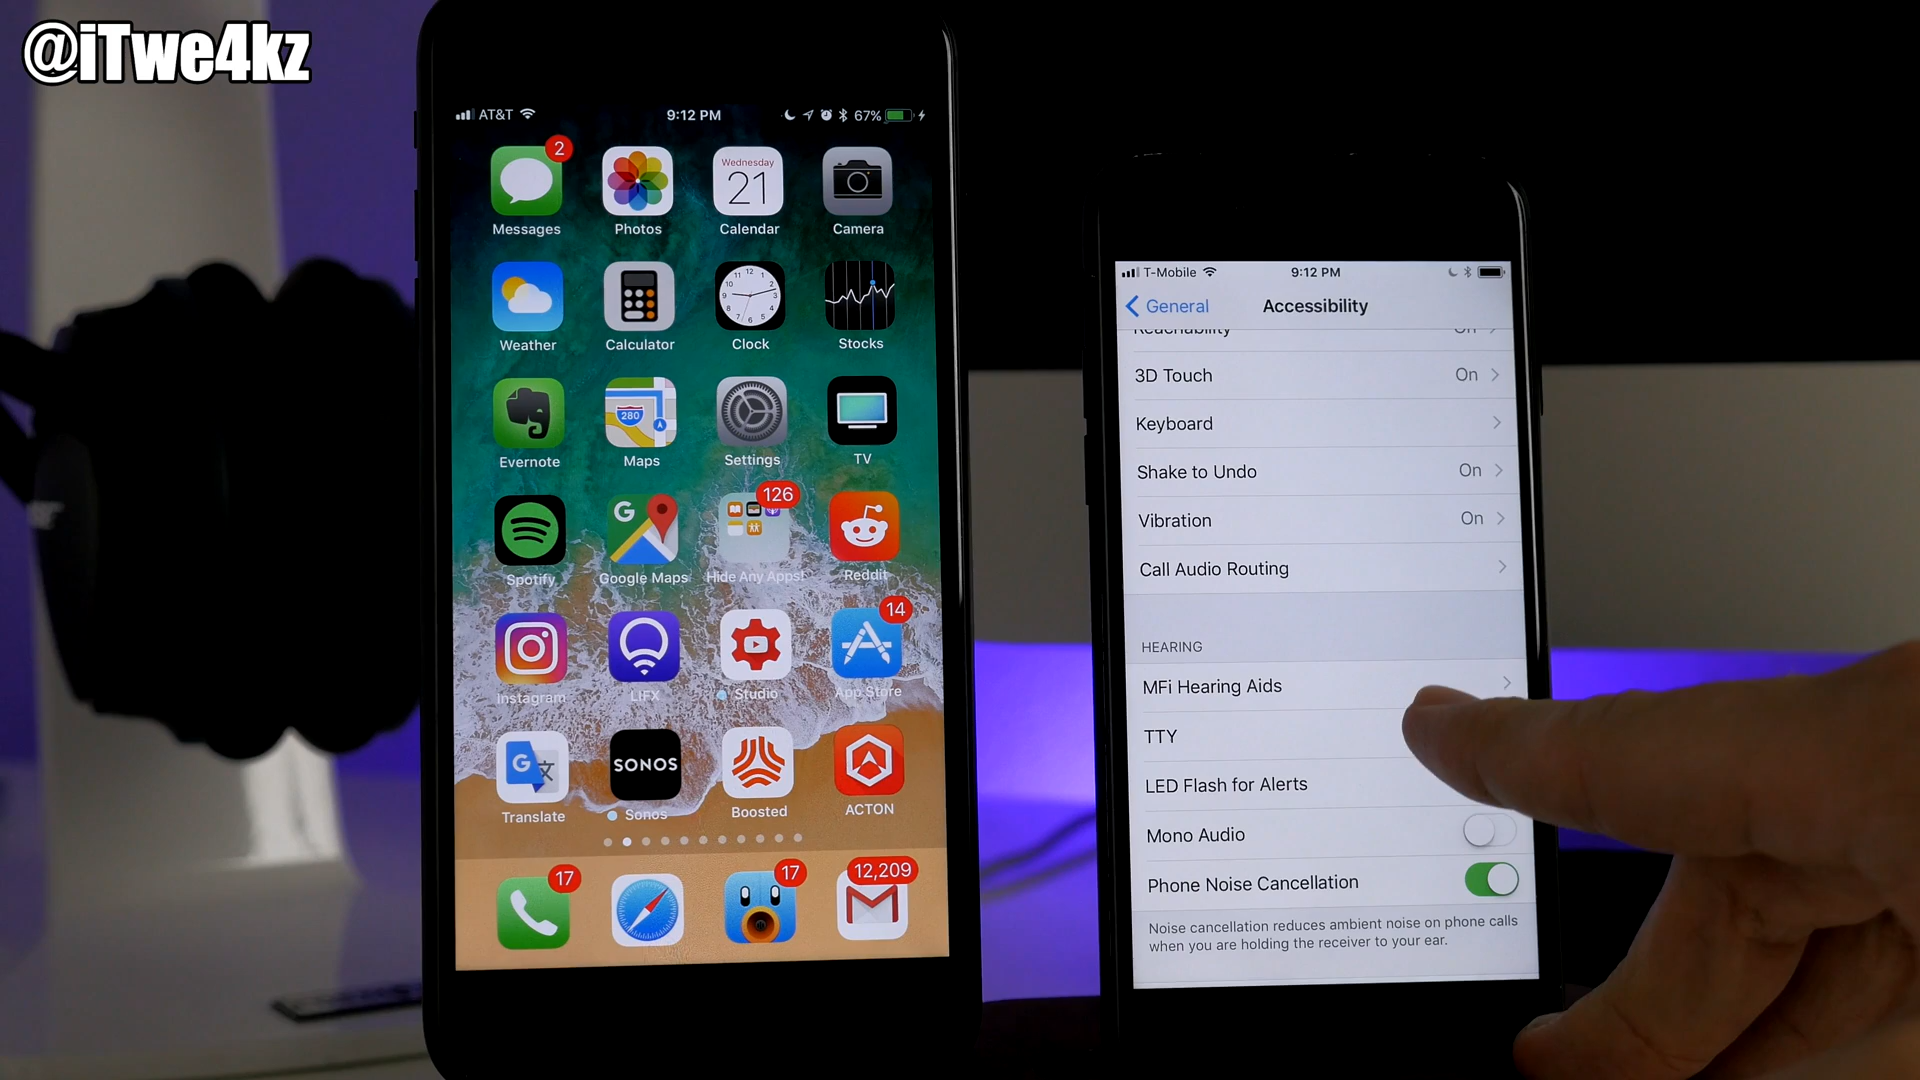 @iTwe4kz
AT&T 9:12 PM 67%
2
Messages Photos Wednesday 21 Calendar Camera
Weather Calculator Clock Stocks
280
Evernote Maps Settings TV
126
Spotify Google Maps Hide Any Apps! Reddit
14
Instagram LIFX Studio App Store
G SONOS
Translate Sonos Boosted ACTON
17 17 12,209
T-Mobile 9:12 PM
General Accessibility
Reachability On
3D Touch On
Keyboard
Shake to Undo On
Vibration On
Call Audio Routing
HEARING
MFi Hearing Aids
TTY
LED Flash for Alerts
Mono Audio
Phone Noise Cancellation
Noise cancellation reduces ambient noise on phone calls
when you are holding the receiver to your ear.